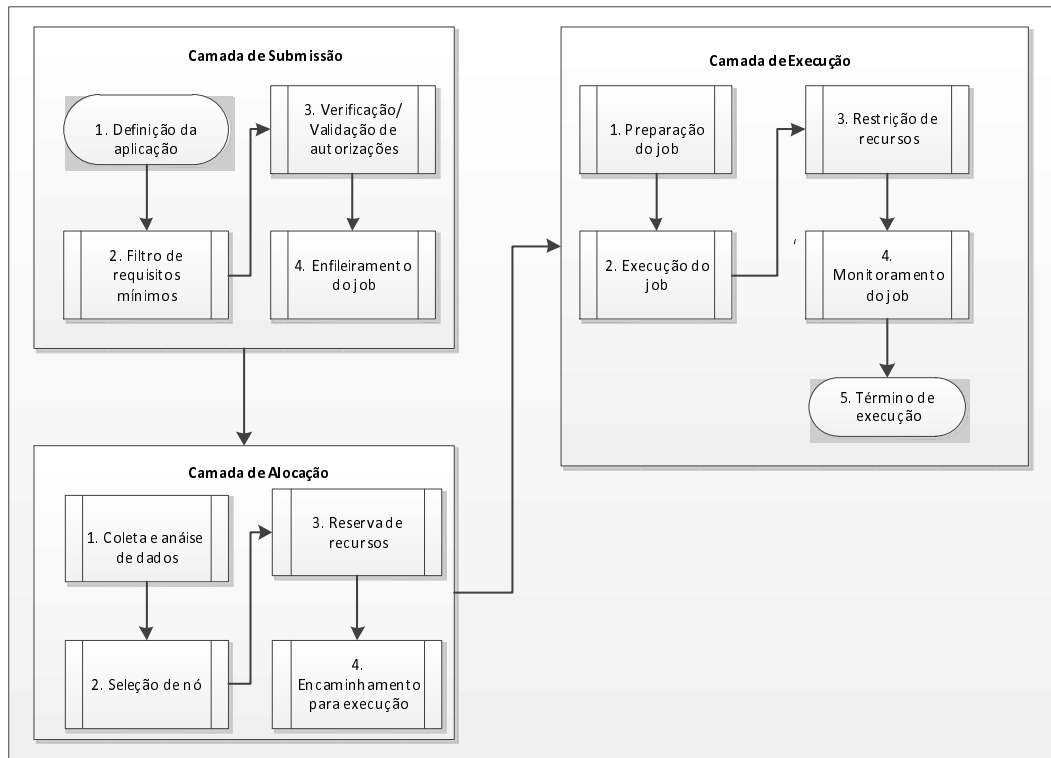 Camada de Submissão
1. Definição da
aplicação
2. Filtro de
requisitos
mínimos
3. Verificação/
Validação de
autorizações
4. Enfileiramento
do job
Camada de Alocação
1. Coleta e anáise
de dados
2. Seleção de nó
3. Reserva de
recursos
4.
Encaminhamento
para execução
Camada de Execução
1. Preparação
do job
2. Execução do
job
3. Restrição de
recursos
‘
4.
Monitoramento
do job
5. Término de
execução